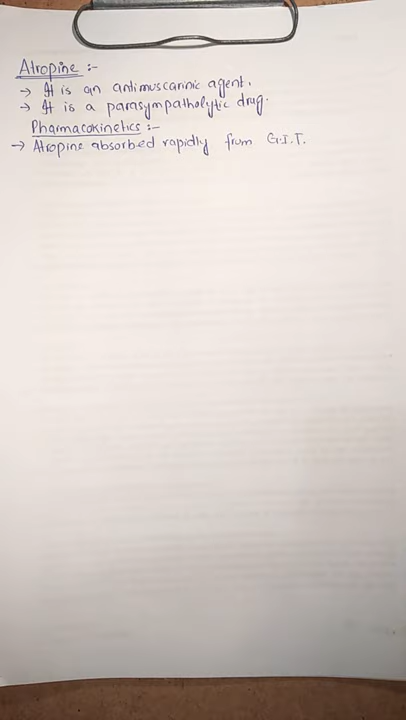 Atropine :-
→ It is an antimuscarinic agent.
→ It is a parasympatholytic drug.
Pharmacokinetics :-
→ Atropine absorbed rapidly from G.I.T.